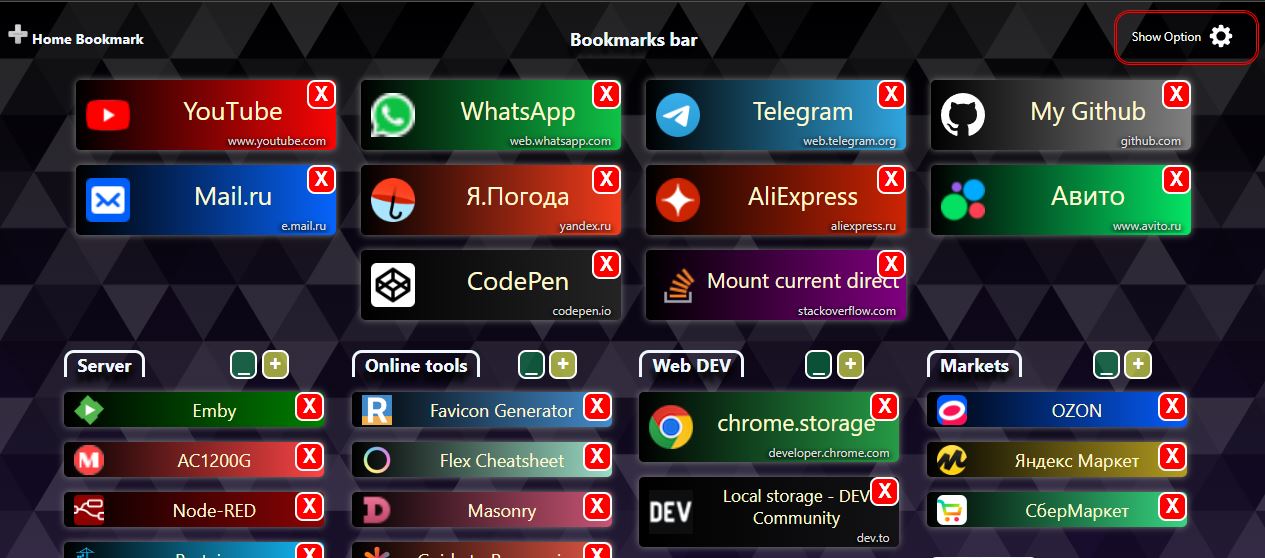 Home Bookmark
Bookmarks bar
Show Option
YouTube
www.youtube.com
X
WhatsApp
web.whatsapp.com
X
Telegram
web.telegram.org
X
My Github
github.com
X
Mail.ru
e.mail.ru
X
Я.Погода
yandex.ru
X
AliExpress
aliexpress.ru
X
Авито
www.avito.ru
X
CodePen
codepen.io
X
Mount current direct
stackoverflow.com
X
Server
_ +
Emby
X
M
AC1200G
X
Node-RED
X
X
Online tools
_ +
R
Favicon Generator
X
Flex Cheatsheet
X
D
Masonry
X
X
Web DEV
_ +
chrome.storage
developer.chrome.com
X
DEV
Local storage - DEV
Community
dev.to
X
Markets
_ +
OZON
X
Яндекс Маркет
X
СберМаркет
X